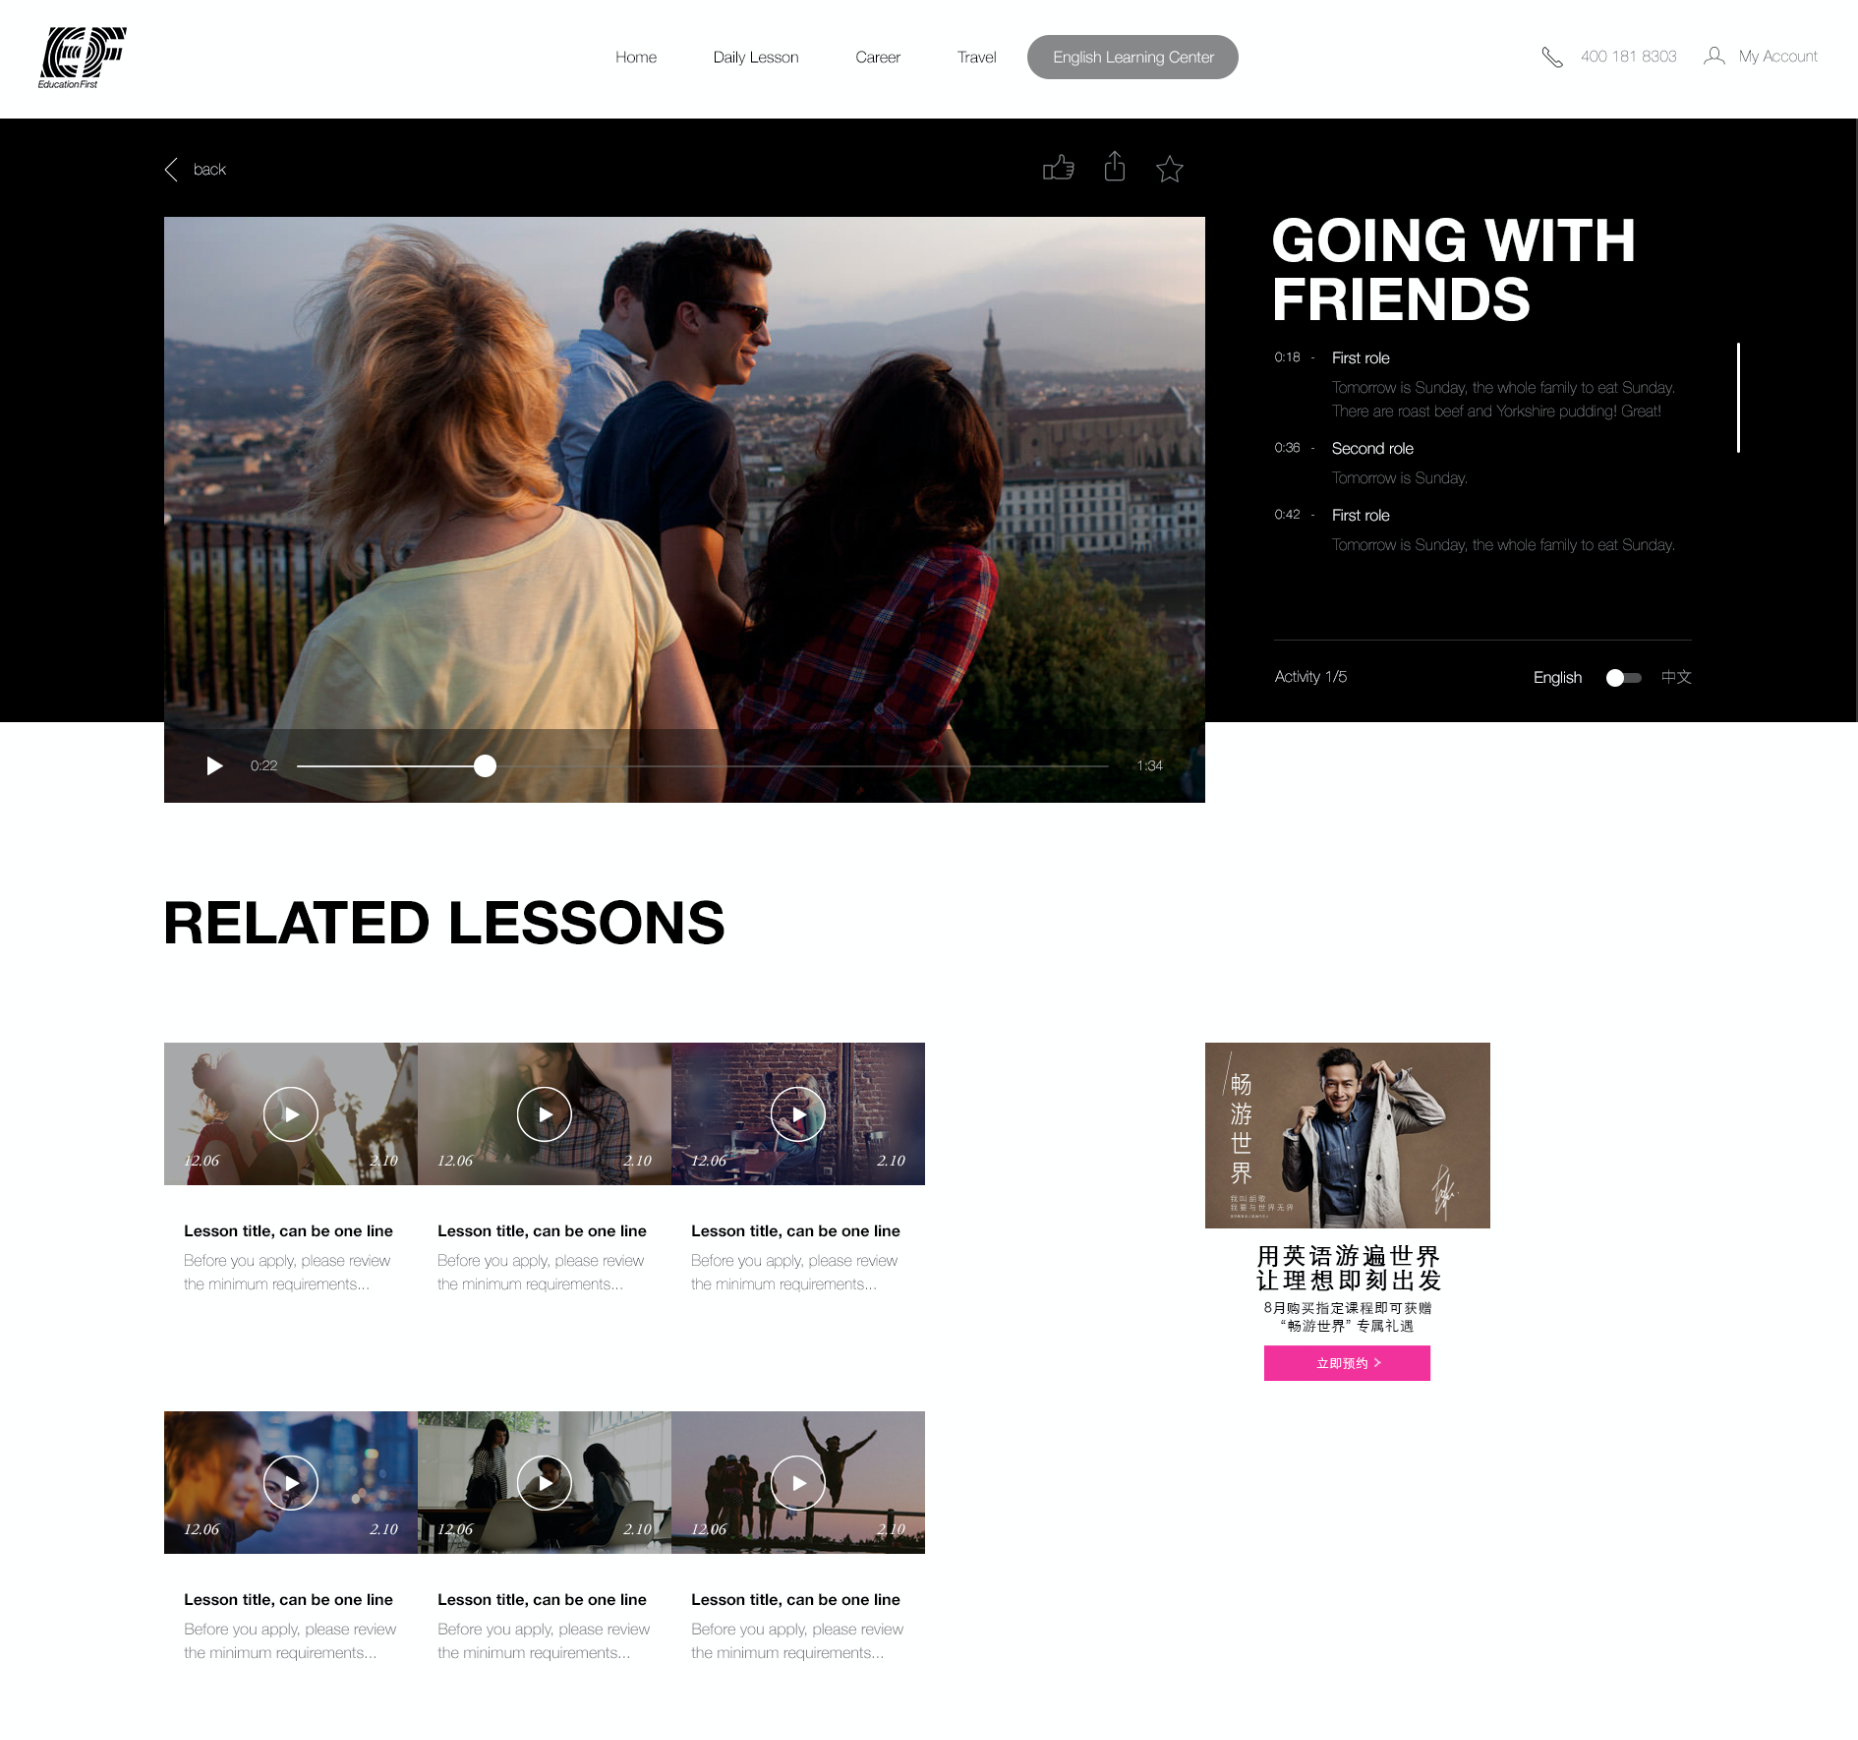 EF
Education First
Home
Daily Lesson
Career
Travel
English Learning Center
400 181 8303
My Account
back
GOING WITH
FRIENDS
0:18 - First role
Tomorrow is Sunday, the whole family to eat Sunday.
There are roast beef and Yorkshire pudding! Great!
0:36 - Second role
Tomorrow is Sunday.
0:42 - First role
Tomorrow is Sunday, the whole family to eat Sunday.
Activity 1/5
English
中文
0:22
1:34
RELATED LESSONS
12.06
2.10
12.06
2.10
12.06
2.10
Lesson title, can be one line
Before you apply, please review
the minimum requirements...
Lesson title, can be one line
Before you apply, please review
the minimum requirements...
Lesson title, can be one line
Before you apply, please review
the minimum requirements...
畅游世界
我叫胡歌
我要与世界无界
用英语游遍世界
让理想即刻出发
8月购买指定课程即可获赠
“畅游世界” 专属礼遇
立即预约 >
12.06
2.10
12.06
2.10
12.06
2.10
Lesson title, can be one line
Before you apply, please review
the minimum requirements...
Lesson title, can be one line
Before you apply, please review
the minimum requirements...
Lesson title, can be one line
Before you apply, please review
the minimum requirements...